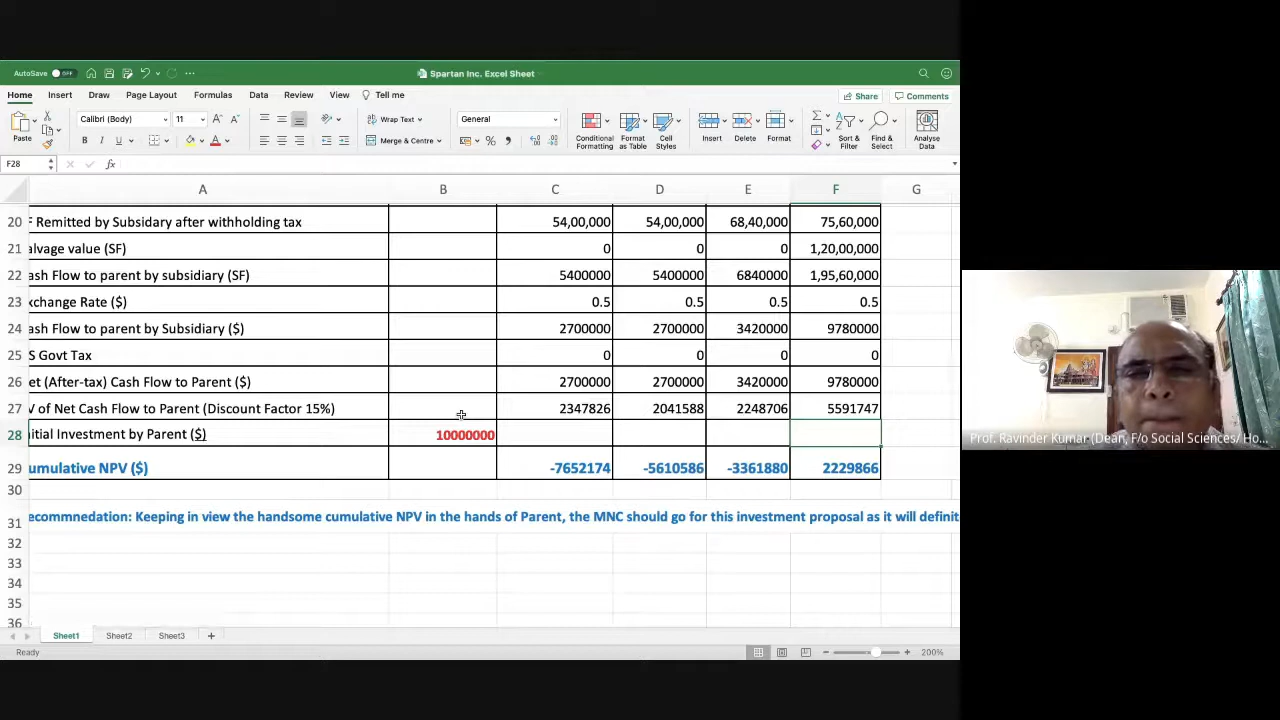 AutoSave OFF
Spartan Inc. Excel Sheet
Home Insert Draw Page Layout Formulas Data Review View Tell me Share Comments
Paste Calibri (Body) 11 A A Wrap Text General Conditional Formatting Format as Table Cell Styles Insert Delete Format Sort & Filter Find & Select Analyse Data
B I U A Merge & Centre %
F28 fx
A B C D E F G
20 F Remitted by Subsidary after withholding tax 54,00,000 54,00,000 68,40,000 75,60,000
21 alvage value (SF) 0 0 0 1,20,00,000
22 ash Flow to parent by subsidiary (SF) 5400000 5400000 6840000 1,95,60,000
23 xchange Rate ($) 0.5 0.5 0.5 0.5
24 ash Flow to parent by Subsidiary ($) 2700000 2700000 3420000 9780000
25 S Govt Tax 0 0 0 0
26 et (After-tax) Cash Flow to Parent ($) 2700000 2700000 3420000 9780000
27 V of Net Cash Flow to Parent (Discount Factor 15%) 2347826 2041588 2248706 5591747
28 nitial Investment by Parent ($) 10000000
29 umulative NPV ($) -7652174 -5610586 -3361880 2229866
30
31 ecommnedation: Keeping in view the handsome cumulative NPV in the hands of Parent, the MNC should go for this investment proposal as it will definit
32
33
34
35
36
Sheet1 Sheet2 Sheet3 +
Ready 200%
Prof. Ravinder Kumar (Dean, F/o Social Sciences/ Ho...